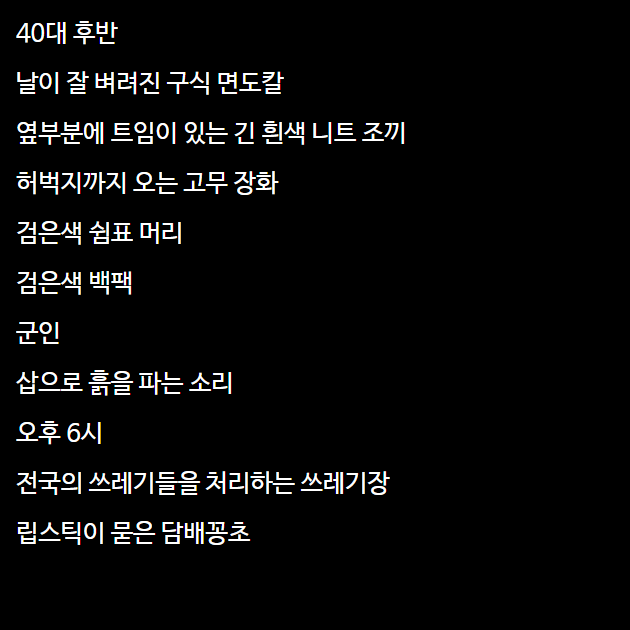 40대 후반
날이 잘 벼려진 구식 면도칼
옆부분에 트임이 있는 긴 흰색 니트 조끼
허벅지까지 오는 고무 장화
검은색 쉼표 머리
검은색 백팩
군인
삽으로 흙을 파는 소리
오후 6시
전국의 쓰레기들을 처리하는 쓰레기장
립스틱이 묻은 담배꽁초